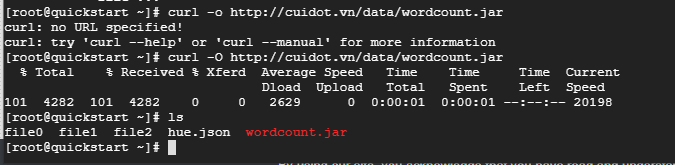 [root@quickstart ~]# curl -o http://cuidot.vn/data/wordcount.jar
curl: no URL specified!
curl: try 'curl --help' or 'curl --manual' for more information
[root@quickstart ~]# curl -O http://cuidot.vn/data/wordcount.jar
% Total % Received % Xferd Average Speed Time Time Time Current
Dload Upload Total Spent Left Speed
101 4282 101 4282 0 0 2629 0 0:00:01 0:00:01 --:--:-- 20198
[root@quickstart ~]# ls
file0 file1 file2 hue.json wordcount.jar
[root@quickstart ~]#